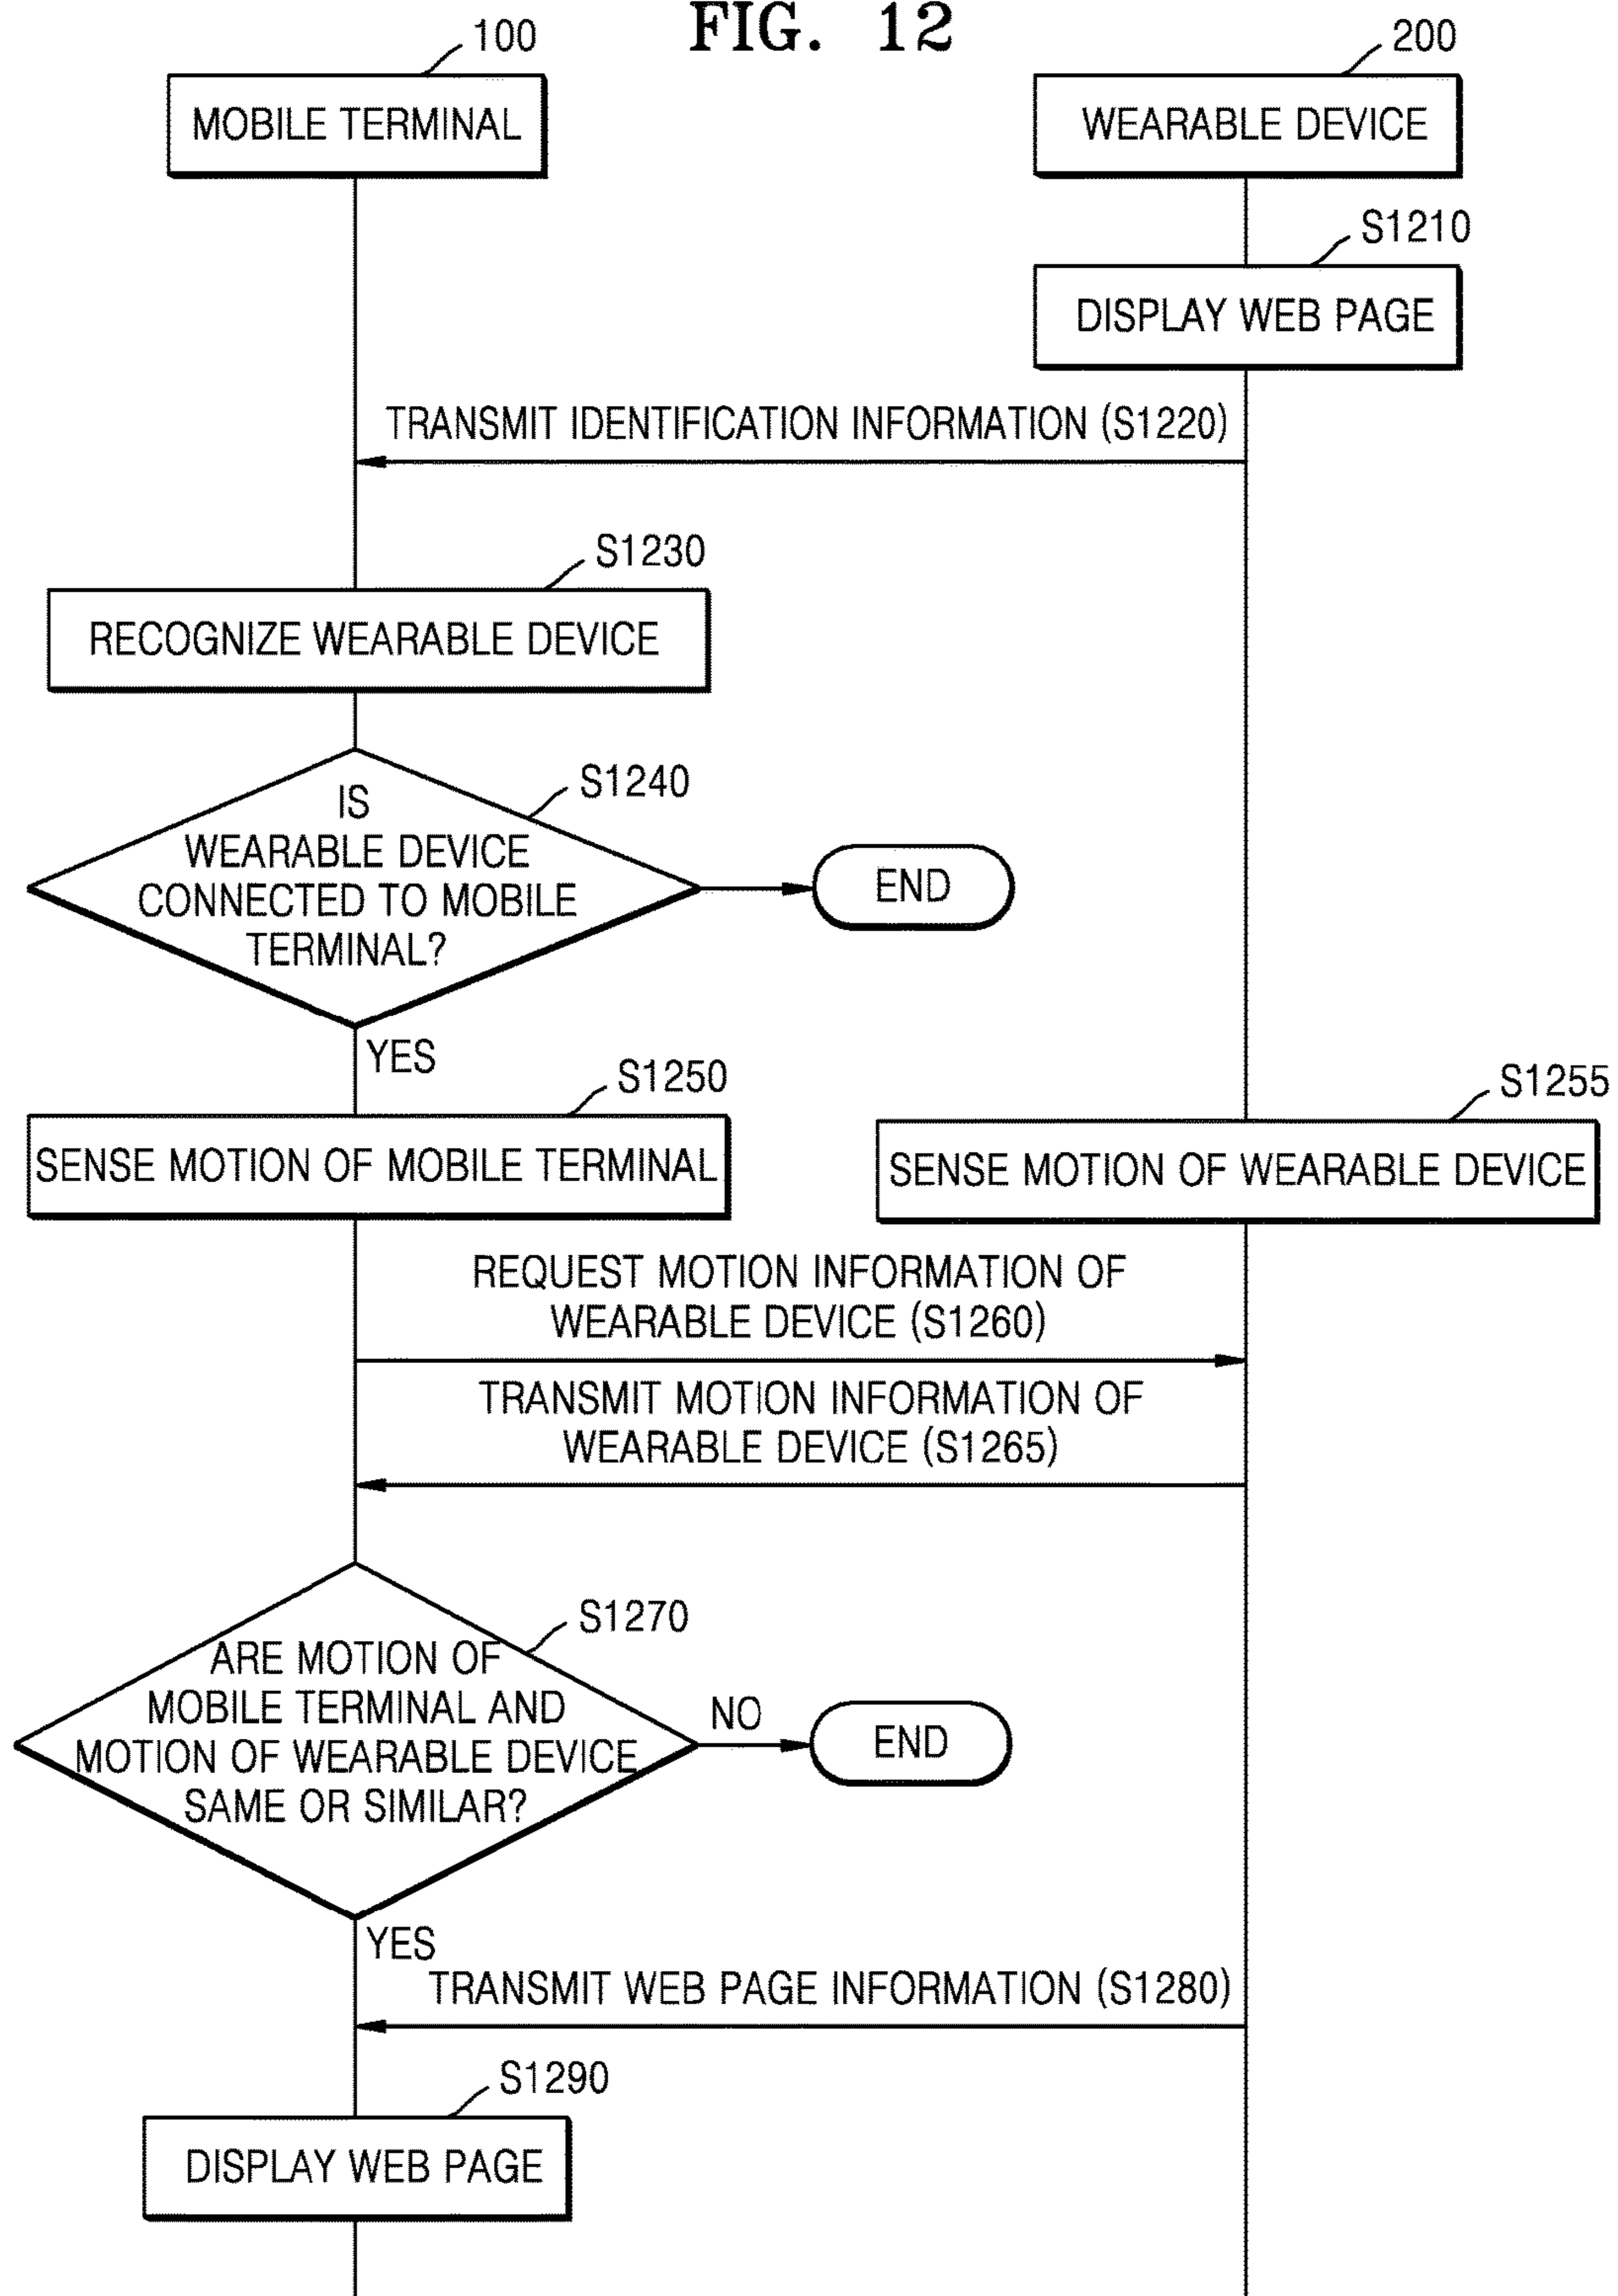 FIG. 12
100
200
MOBILE TERMINAL
WEARABLE DEVICE
S1210
DISPLAY WEB PAGE
TRANSMIT IDENTIFICATION INFORMATION (S1220)
S1230
RECOGNIZE WEARABLE DEVICE
S1240
IS
WEARABLE DEVICE
CONNECTED TO MOBILE
TERMINAL?
END
YES
S1250
S1255
SENSE MOTION OF MOBILE TERMINAL
SENSE MOTION OF WEARABLE DEVICE
REQUEST MOTION INFORMATION OF
WEARABLE DEVICE (S1260)
TRANSMIT MOTION INFORMATION OF
WEARABLE DEVICE (S1265)
S1270
ARE MOTION OF
MOBILE TERMINAL AND
MOTION OF WEARABLE DEVICE
SAME OR SIMILAR?
NO
END
YES
TRANSMIT WEB PAGE INFORMATION (S1280)
S1290
DISPLAY WEB PAGE